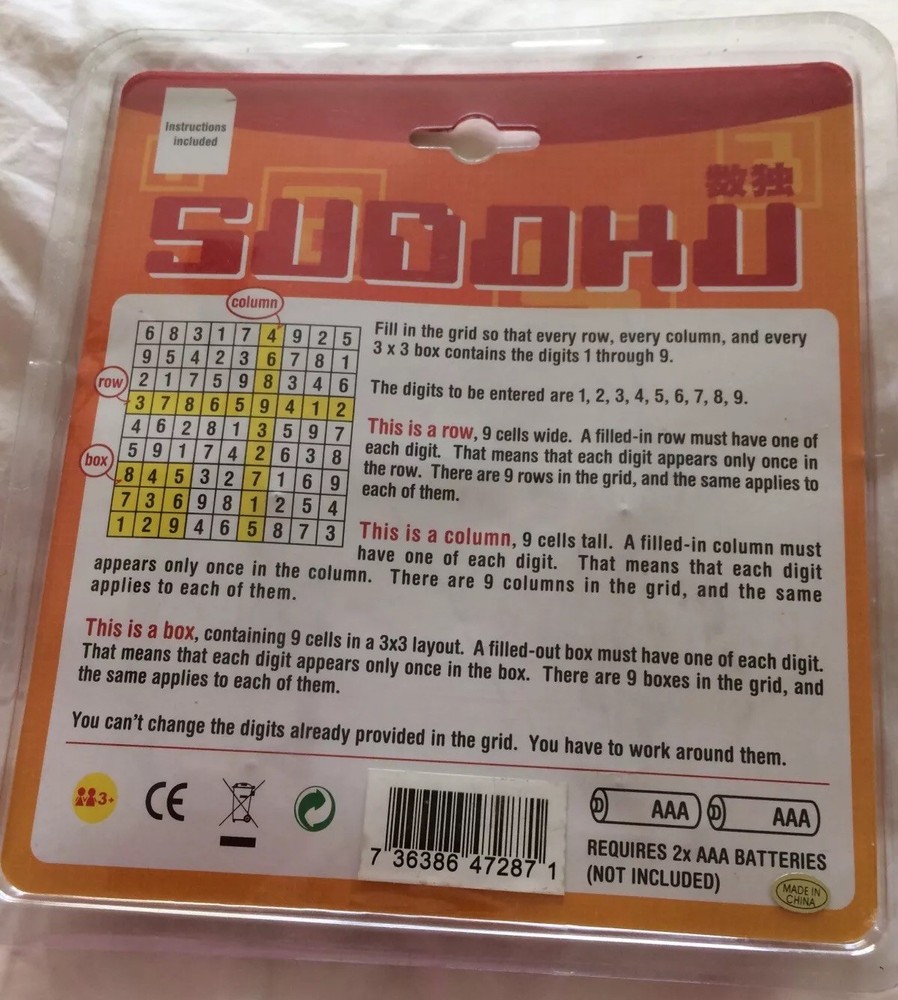 Instructions
included
数独
SUDOKU
column
row
box
6 8 3 1 7 4 9 2 5
9 5 4 2 3 6 7 8 1
2 1 7 5 9 8 3 4 6
3 7 8 6 5 9 4 1 2
4 6 2 8 1 3 5 9 7
5 9 1 7 4 2 6 3 8
8 4 5 3 2 7 1 6 9
7 3 6 9 8 1 2 5 4
1 2 9 4 6 5 8 7 3
Fill in the grid so that every row, every column, and every
3 x 3 box contains the digits 1 through 9.
The digits to be entered are 1, 2, 3, 4, 5, 6, 7, 8, 9.
This is a row, 9 cells wide. A filled-in row must have one of
each digit. That means that each digit appears only once in
the row. There are 9 rows in the grid, and the same applies to
each of them.
This is a column, 9 cells tall. A filled-in column must
have one of each digit. That means that each digit
appears only once in the column. There are 9 columns in the grid, and the same
applies to each of them.
This is a box, containing 9 cells in a 3x3 layout. A filled-out box must have one of each digit.
That means that each digit appears only once in the box. There are 9 boxes in the grid, and
the same applies to each of them.
You can't change the digits already provided in the grid. You have to work around them.
3+
CE
7 36386 47287 1
AAA AAA
REQUIRES 2x AAA BATTERIES
(NOT INCLUDED)
MADE IN
CHINA